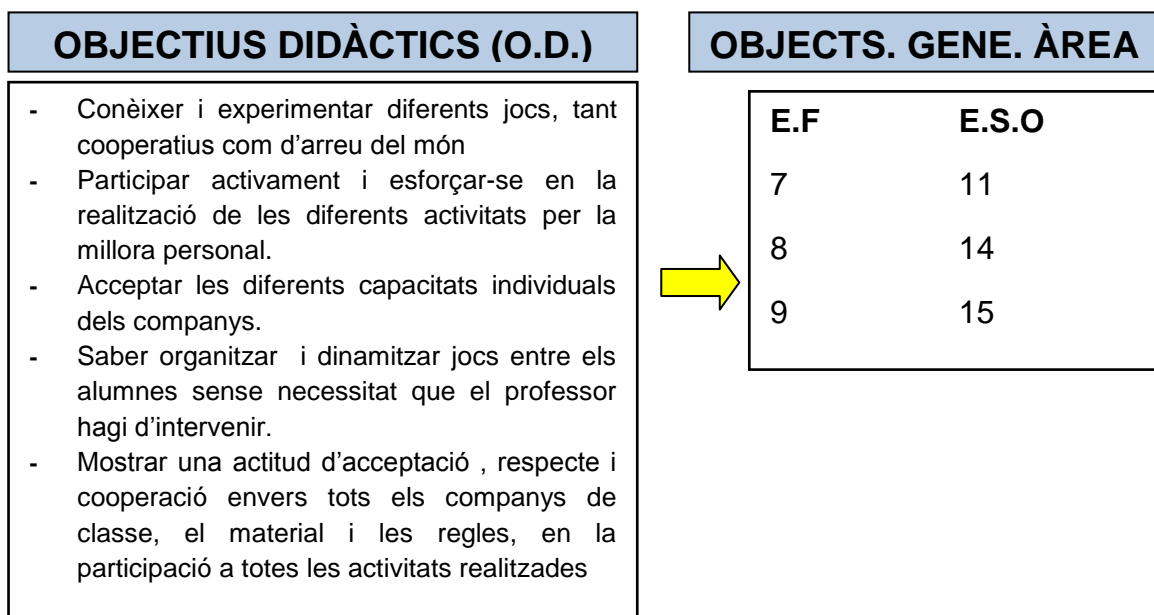 OBJECTIUS DIDÀCTICS (O.D.)
- Conèixer i experimentar diferents jocs, tant
cooperatius com d’arreu del món
- Participar activament i esforçar-se en la
realització de les diferents activitats per la
millora personal.
- Acceptar les diferents capacitats individuals
dels companys.
- Saber organitzar i dinamitzar jocs entre els
alumnes sense necessitat que el professor
hagi d’intervenir.
- Mostrar una actitud d’acceptació , respecte i
cooperació envers tots els companys de
classe, el material i les regles, en la
participació a totes les activitats realitzades
OBJECTS. GENE. ÀREA
E.F E.S.O
7 11
8 14
9 15